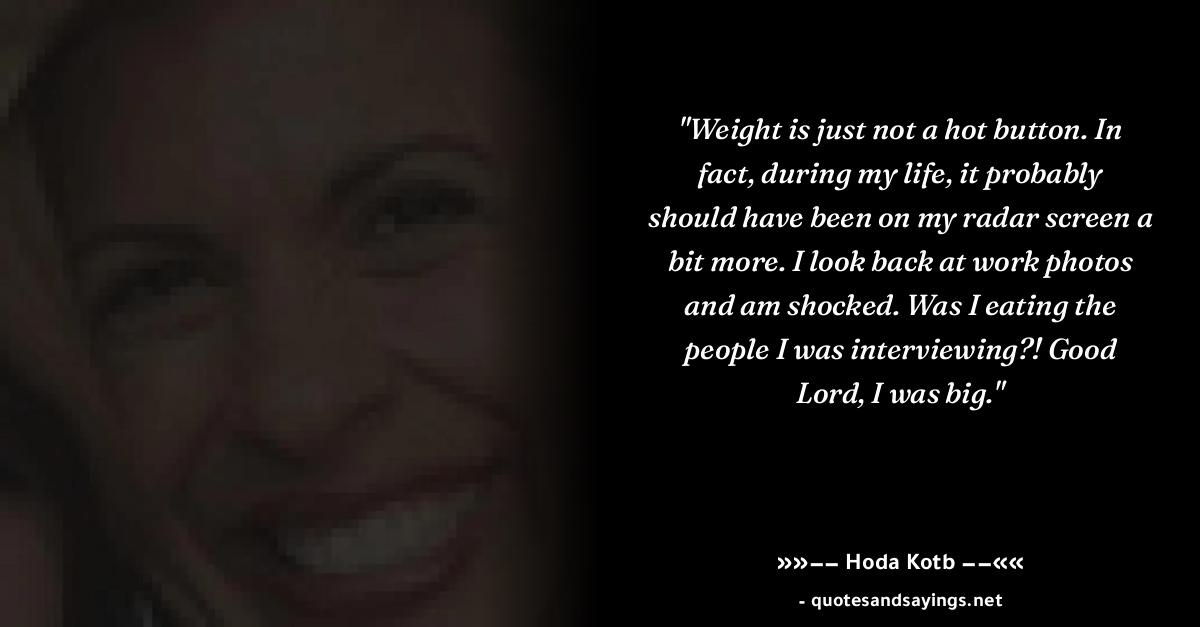 "Weight is just not a hot button. In
fact, during my life, it probably
should have been on my radar screen a
bit more. I look back at work photos
and am shocked. Was I eating the
people I was interviewing?! Good
Lord, I was big."
»»−− Hoda Kotb −−««
- quotesandsayings.net